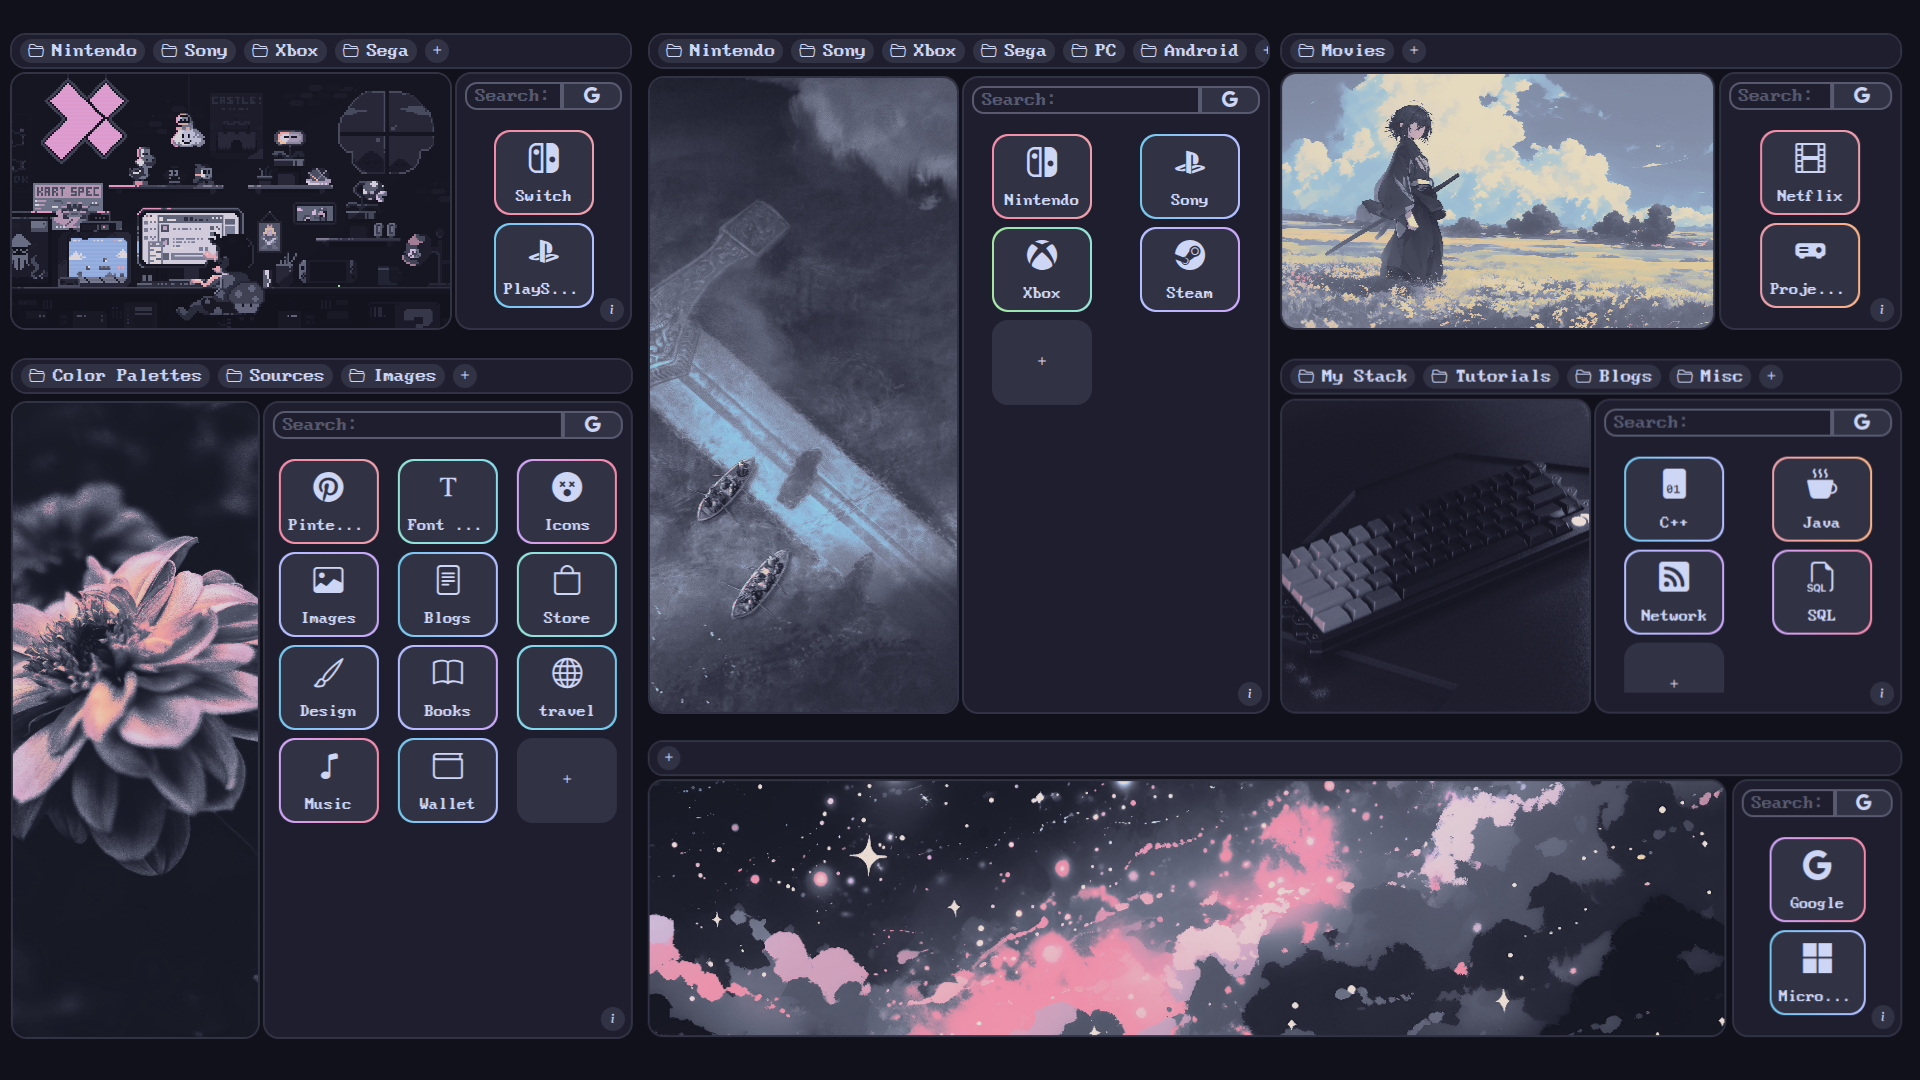 Nintendo Sony Xbox Sega +
CASTLE!
KART SPEC
Search: G
Switch
PlayS...
i
Color Palettes Sources Images +
Search: G
Pinte... Font ... Icons
Images Blogs Store
Design Books travel
Music Wallet +
i
Nintendo Sony Xbox Sega PC Android +
Search: G
Nintendo Sony
Xbox Steam
+
i
Movies +
Search: G
Netflix
Proje...
i
My Stack Tutorials Blogs Misc +
Search: G
01
C++ Java
SQL
Network SQL
+
i
+
Search: G
Google
Micro...
i